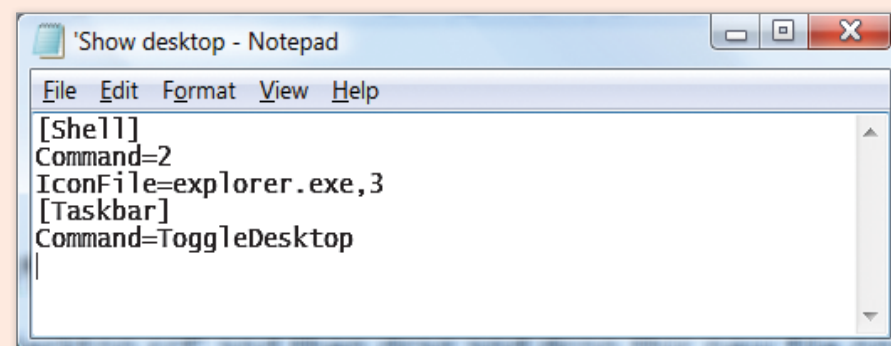 'Show desktop - Notepad
File Edit Format View Help
[Shell]
Command=2
IconFile=explorer.exe,3
[Taskbar]
Command=ToggleDesktop